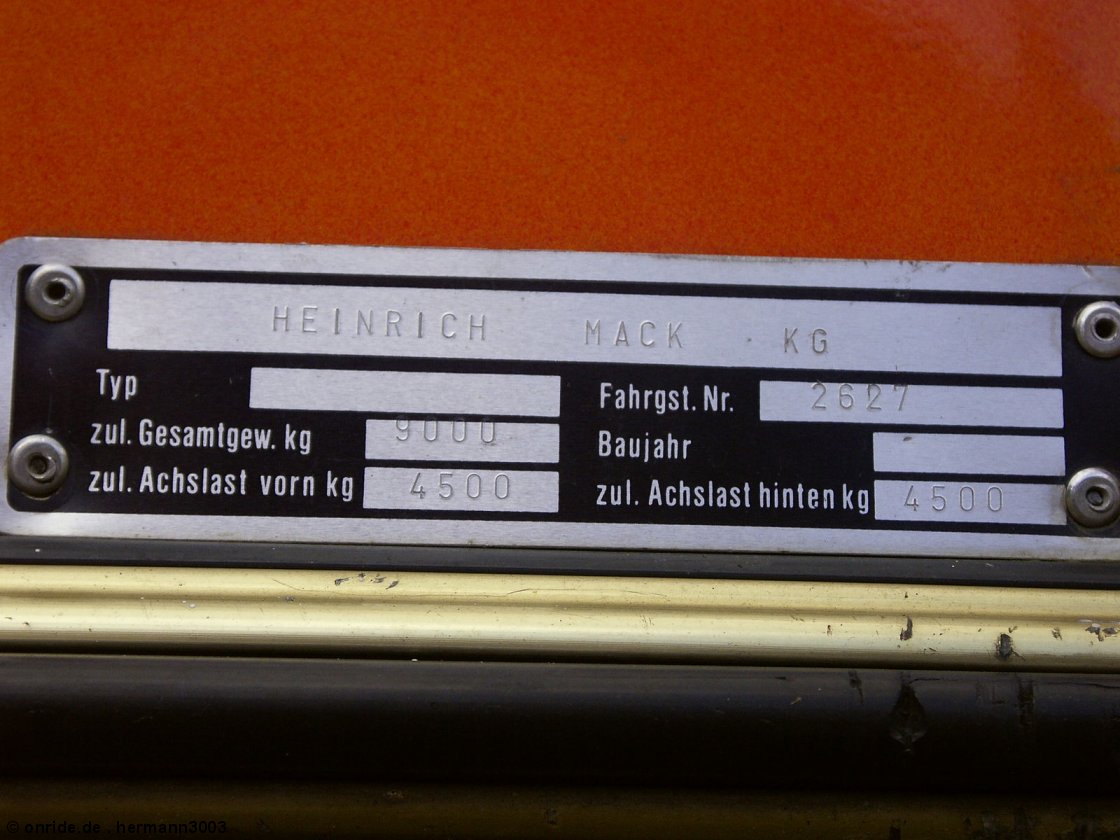 HEINRICH MACK KG
Typ
Fahrgst. Nr. 2627
zul. Gesamtgew. kg 9000
Baujahr
zul. Achslast vorn kg 4500
zul. Achslast hinten kg 4500
© onride.de , hermann3003